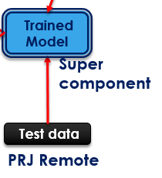 Trained
Model
Super
component
Test data
PRJ Remote